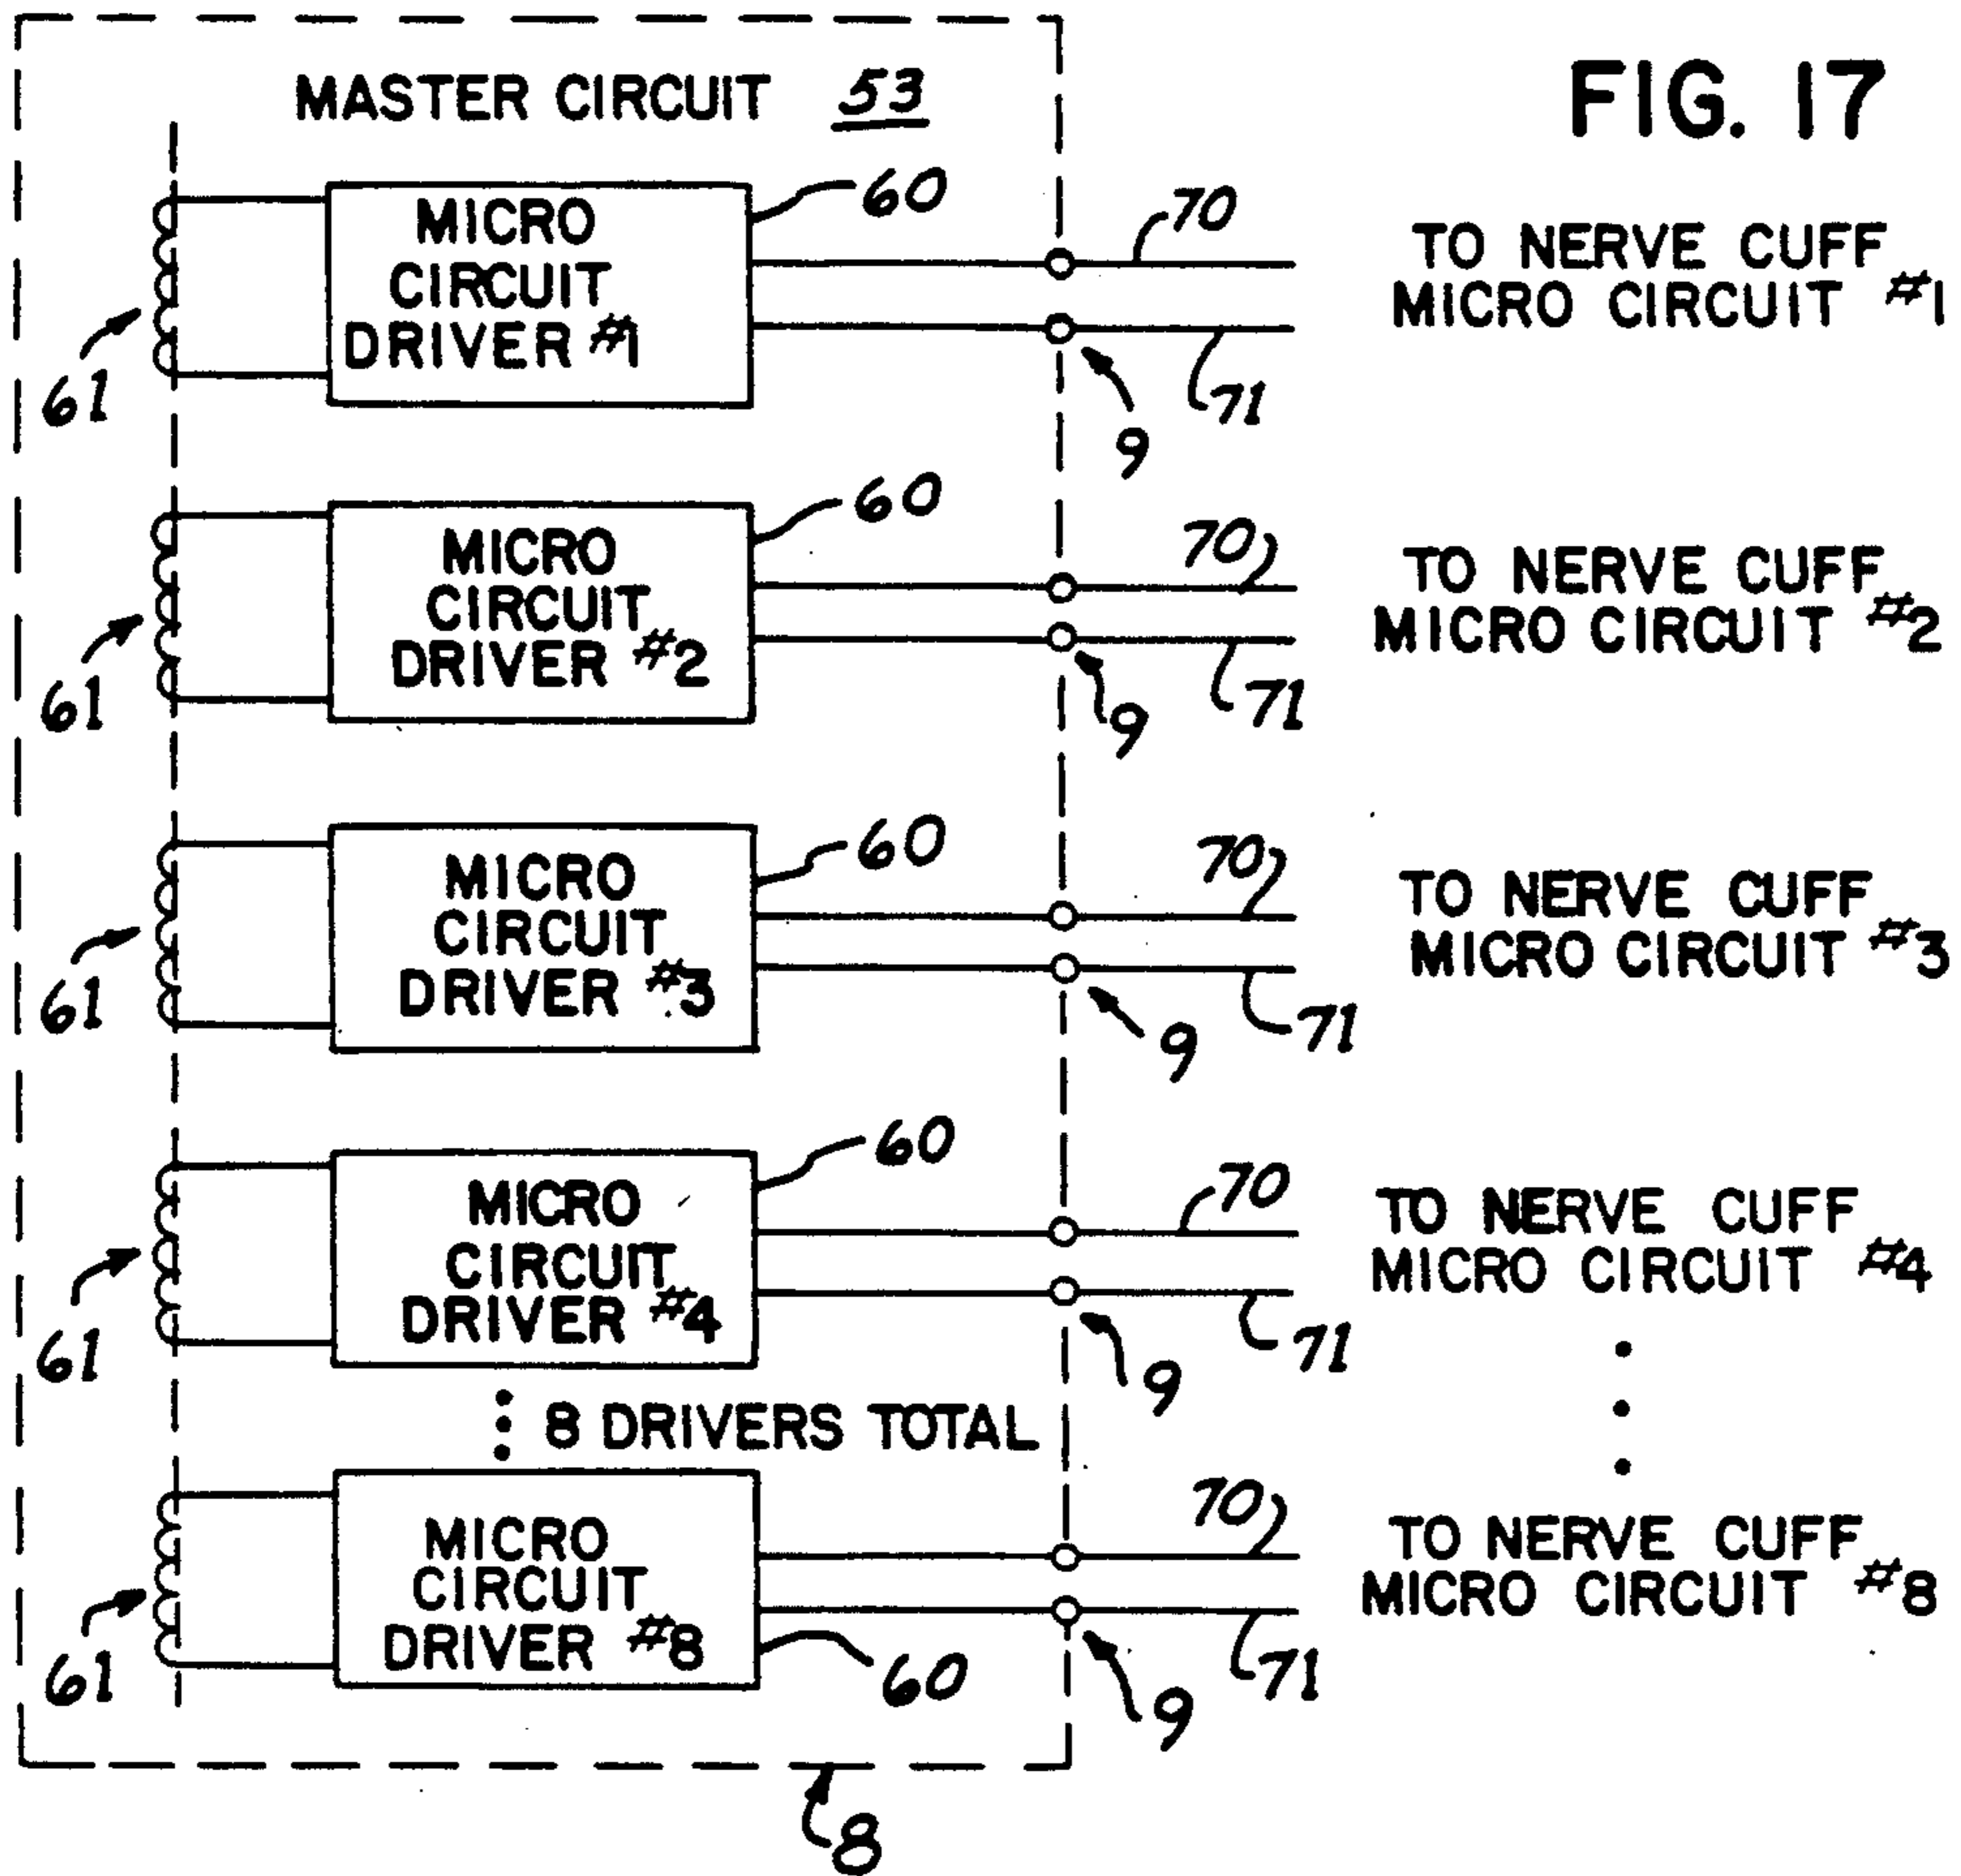 MASTER CIRCUIT 53
FIG. 17
MICRO
CIRCUIT
DRIVER #1
60
61
70
71
9
TO NERVE CUFF
MICRO CIRCUIT #1
MICRO
CIRCUIT
DRIVER #2
60
61
70
71
9
TO NERVE CUFF
MICRO CIRCUIT #2
MICRO
CIRCUIT
DRIVER #3
60
61
70
71
9
TO NERVE CUFF
MICRO CIRCUIT #3
MICRO
CIRCUIT
DRIVER #4
60
61
70
71
9
TO NERVE CUFF
MICRO CIRCUIT #4
8 DRIVERS TOTAL
MICRO
CIRCUIT
DRIVER #8
60
61
70
71
9
TO NERVE CUFF
MICRO CIRCUIT #8
8